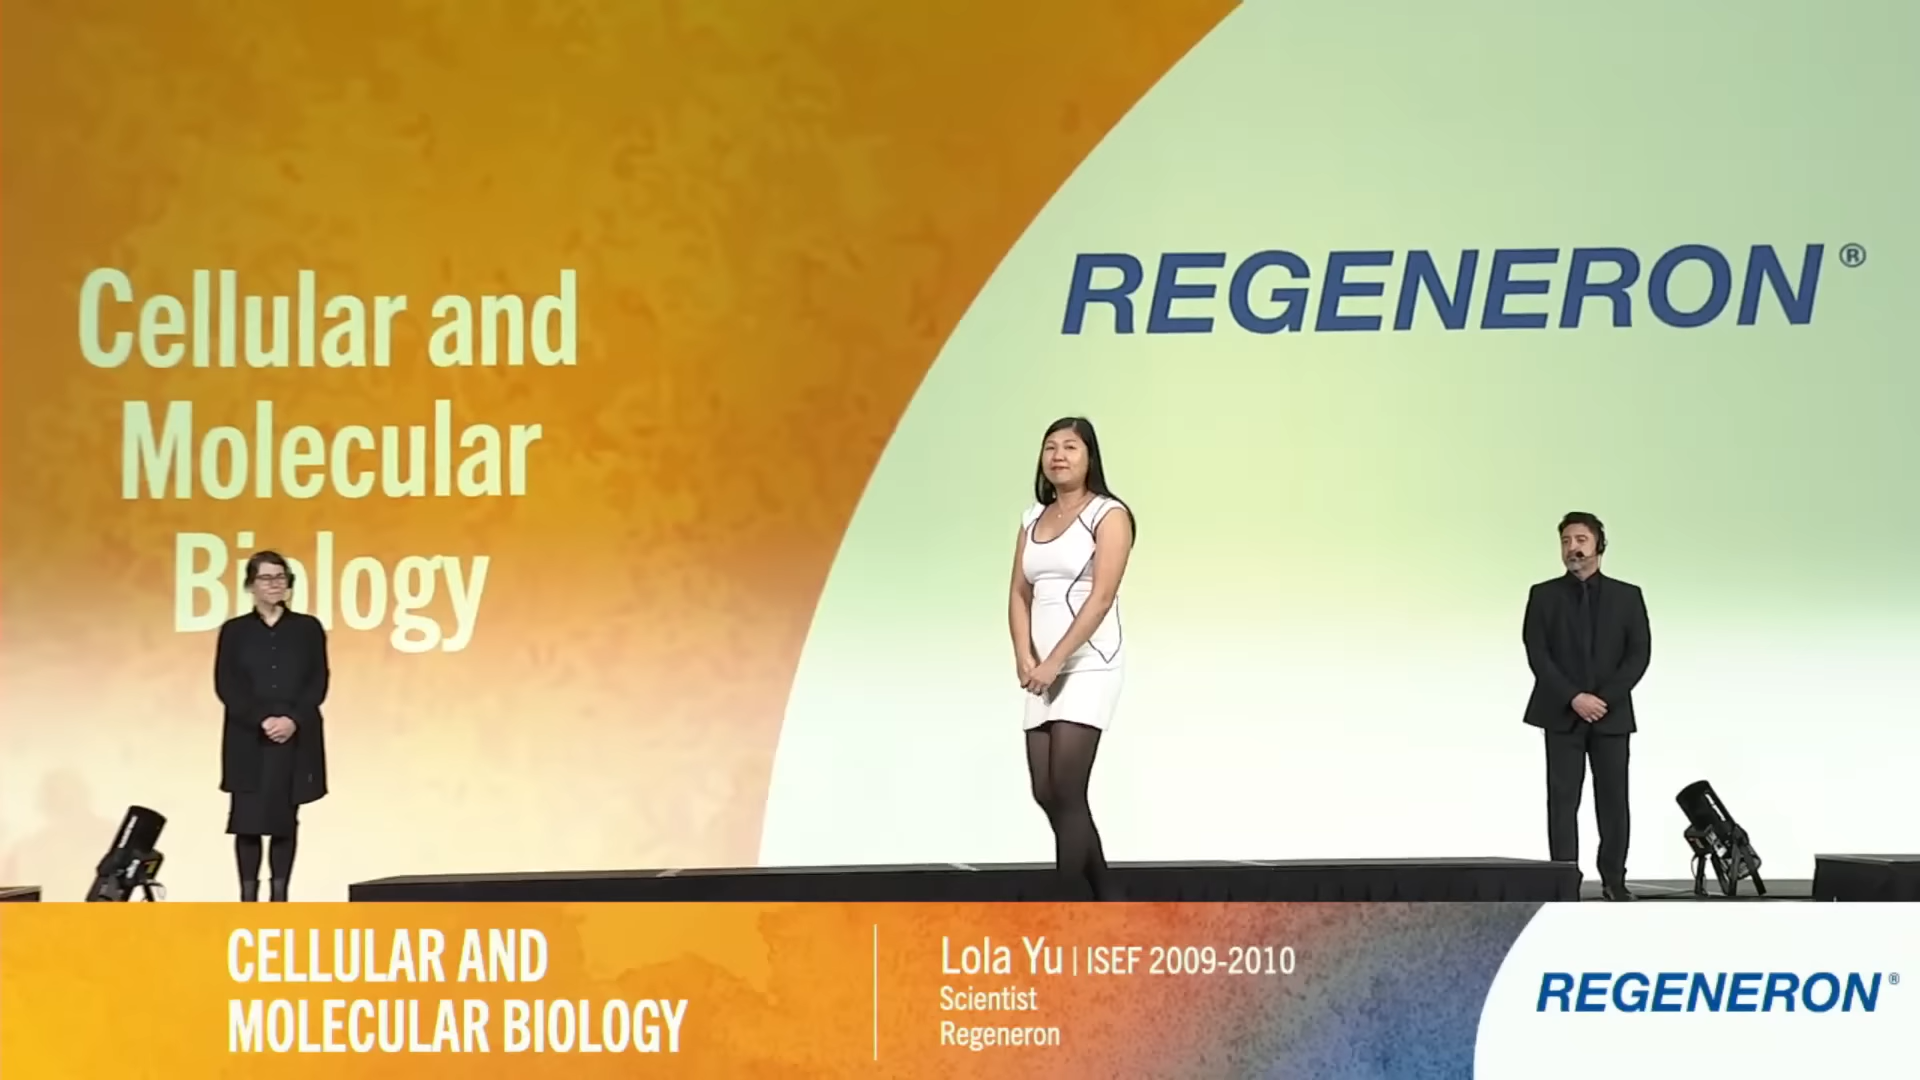 Cellular and
Molecular
Biology
REGENERON®
CELLULAR AND
MOLECULAR BIOLOGY
Lola Yu | ISEF 2009-2010
Scientist
Regeneron
REGENERON®